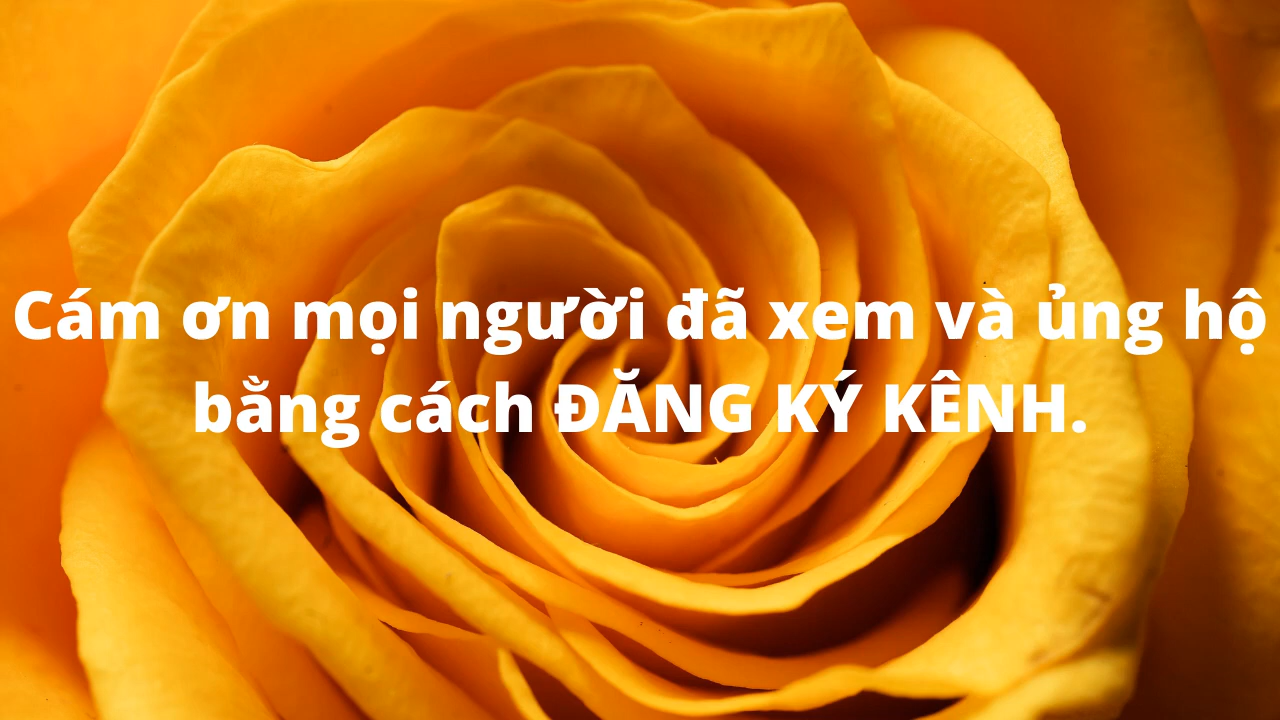 Cám ơn mọi người đã xem và ủng hộ
bằng cách ĐĂNG KÝ KÊNH.